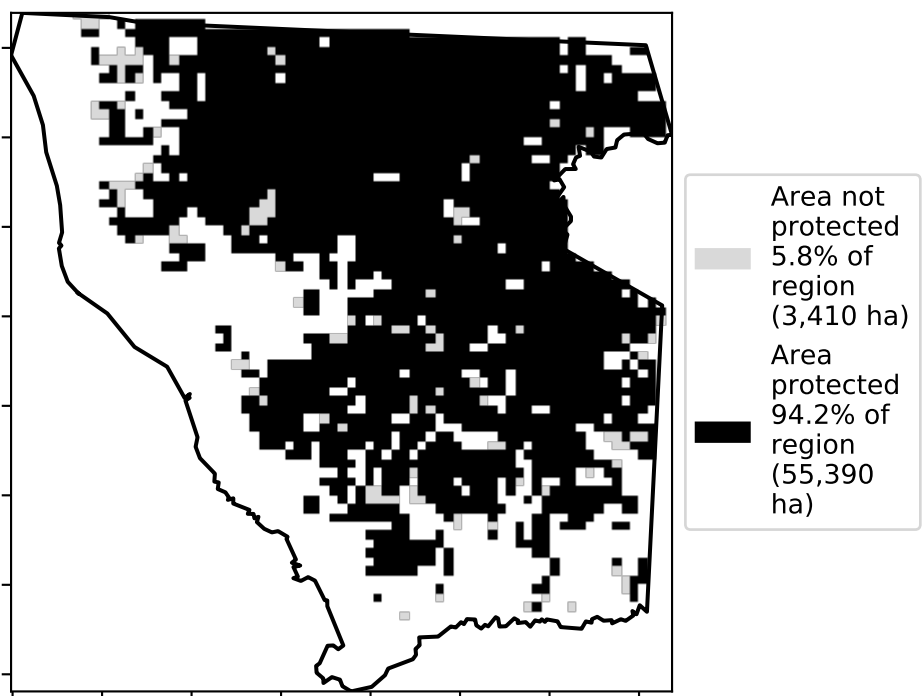 Area not
protected
5.8% of
region
(3,410 ha)
Area
protected
94.2% of
region
(55,390
ha)